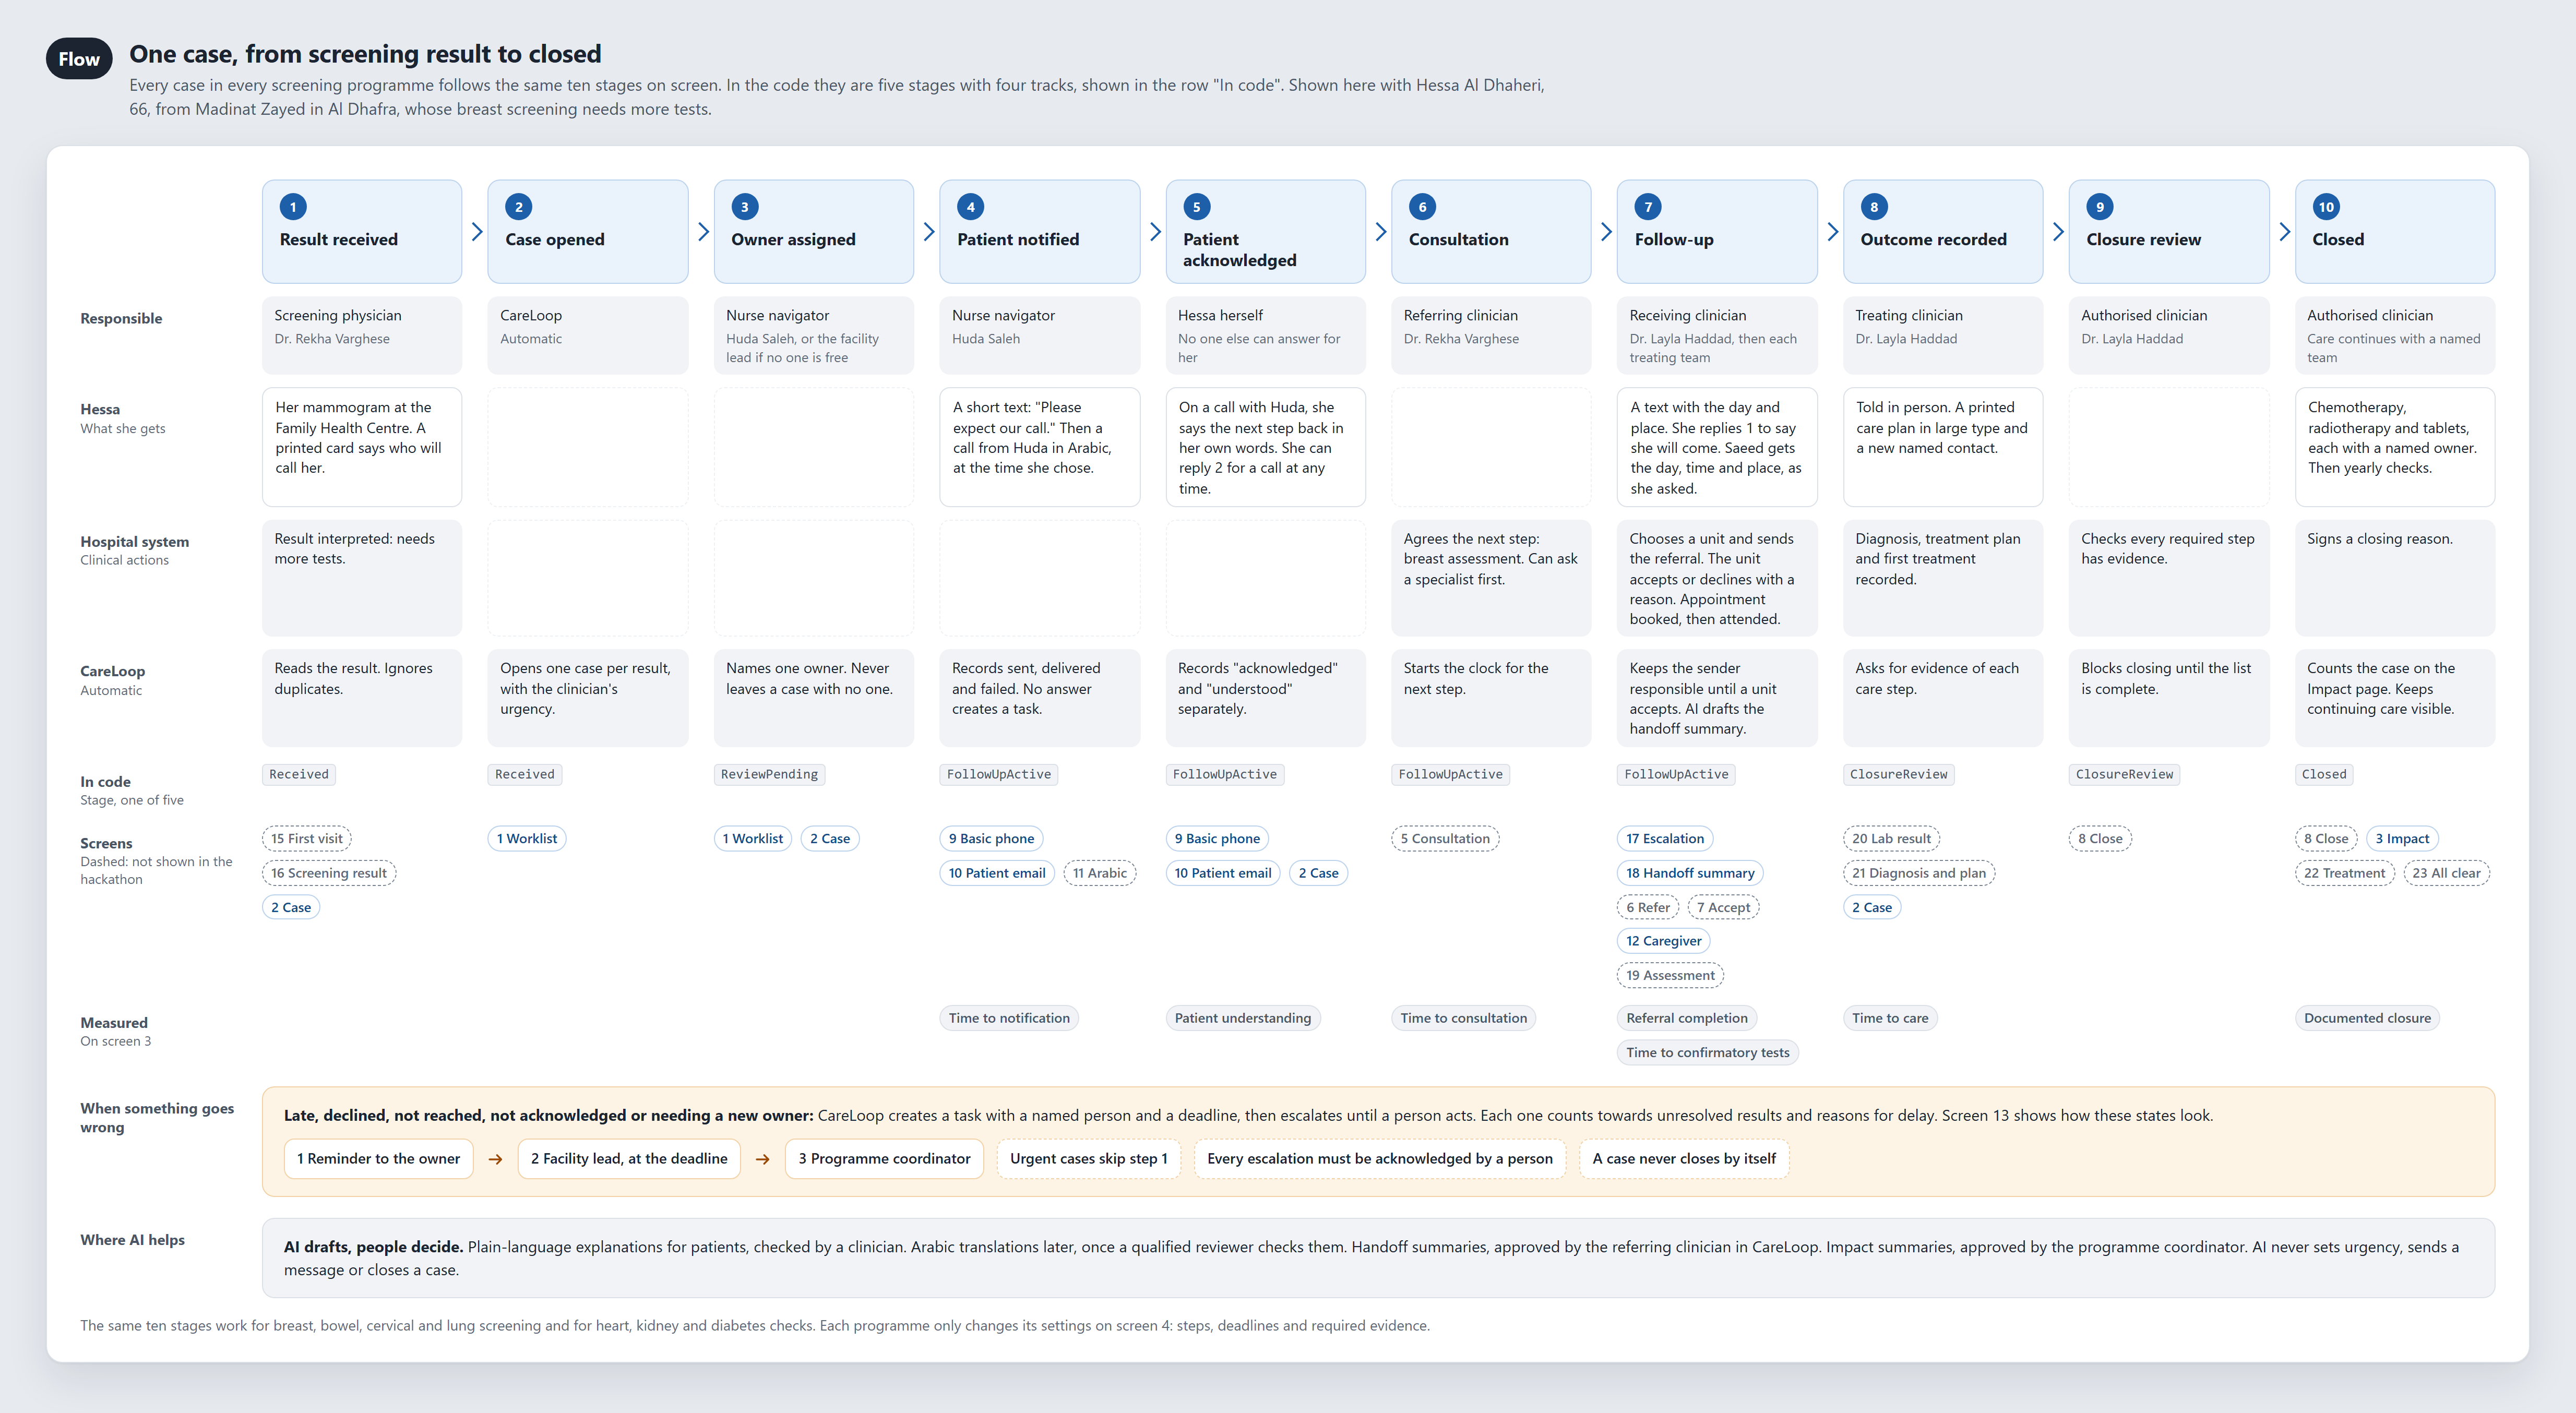 Flow
One case, from screening result to closed
Every case in every screening programme follows the same ten stages on screen. In the code they are five stages with four tracks, shown in the row "In code". Shown here with Hessa Al Dhaheri,
66, from Madinat Zayed in Al Dhafra, whose breast screening needs more tests.
1
Result received
2
Case opened
3
Owner assigned
4
Patient notified
5
Patient
acknowledged
6
Consultation
7
Follow-up
8
Outcome recorded
9
Closure review
10
Closed
Responsible
Screening physician
Dr. Rekha Varghese
CareLoop
Automatic
Nurse navigator
Huda Saleh, or the facility
lead if no one is free
Nurse navigator
Huda Saleh
Hessa herself
No one else can answer for
her
Referring clinician
Dr. Rekha Varghese
Receiving clinician
Dr. Layla Haddad, then each
treating team
Treating clinician
Dr. Layla Haddad
Authorised clinician
Dr. Layla Haddad
Authorised clinician
Care continues with a named
team
Hessa
What she gets
Her mammogram at the
Family Health Centre. A
printed card says who will
call her.
A short text: "Please
expect our call." Then a
call from Huda in Arabic,
at the time she chose.
On a call with Huda, she
says the next step back in
her own words. She can
reply 2 for a call at any
time.
A text with the day and
place. She replies 1 to say
she will come. Saeed gets
the day, time and place, as
she asked.
Told in person. A printed
care plan in large type and
a new named contact.
Chemotherapy,
radiotherapy and tablets,
each with a named owner.
Then yearly checks.
Hospital system
Clinical actions
Result interpreted: needs
more tests.
Agrees the next step:
breast assessment. Can ask
a specialist first.
Chooses a unit and sends
the referral. The unit
accepts or declines with a
reason. Appointment
booked, then attended.
Diagnosis, treatment plan
and first treatment
recorded.
Checks every required step
has evidence.
Signs a closing reason.
CareLoop
Automatic
Reads the result. Ignores
duplicates.
Opens one case per result,
with the clinician's
urgency.
Names one owner. Never
leaves a case with no one.
Records sent, delivered
and failed. No answer
creates a task.
Records "acknowledged"
and "understood"
separately.
Starts the clock for the
next step.
Keeps the sender
responsible until a unit
accepts. AI drafts the
handoff summary.
Asks for evidence of each
care step.
Blocks closing until the list
is complete.
Counts the case on the
Impact page. Keeps
continuing care visible.
In code
Stage, one of five
Received
Received
ReviewPending
FollowUpActive
FollowUpActive
FollowUpActive
FollowUpActive
ClosureReview
ClosureReview
Closed
Screens
Dashed: not shown in the
hackathon
15 First visit
16 Screening result
2 Case
1 Worklist
1 Worklist 2 Case
9 Basic phone
10 Patient email 11 Arabic
9 Basic phone
10 Patient email 2 Case
5 Consultation
17 Escalation
18 Handoff summary
6 Refer 7 Accept
12 Caregiver
19 Assessment
20 Lab result
21 Diagnosis and plan
2 Case
8 Close
8 Close 3 Impact
22 Treatment 23 All clear
Measured
On screen 3
Time to notification
Patient understanding
Time to consultation
Referral completion
Time to confirmatory tests
Time to care
Documented closure
When something goes
wrong
Late, declined, not reached, not acknowledged or needing a new owner: CareLoop creates a task with a named person and a deadline, then escalates until a person acts. Each one counts towards unresolved results and reasons for delay. Screen 13 shows how these states look.
1 Reminder to the owner → 2 Facility lead, at the deadline → 3 Programme coordinator Urgent cases skip step 1 Every escalation must be acknowledged by a person A case never closes by itself
Where AI helps
AI drafts, people decide. Plain-language explanations for patients, checked by a clinician. Arabic translations later, once a qualified reviewer checks them. Handoff summaries, approved by the referring clinician in CareLoop. Impact summaries, approved by the programme coordinator. AI never sets urgency, sends a
message or closes a case.
The same ten stages work for breast, bowel, cervical and lung screening and for heart, kidney and diabetes checks. Each programme only changes its settings on screen 4: steps, deadlines and required evidence.